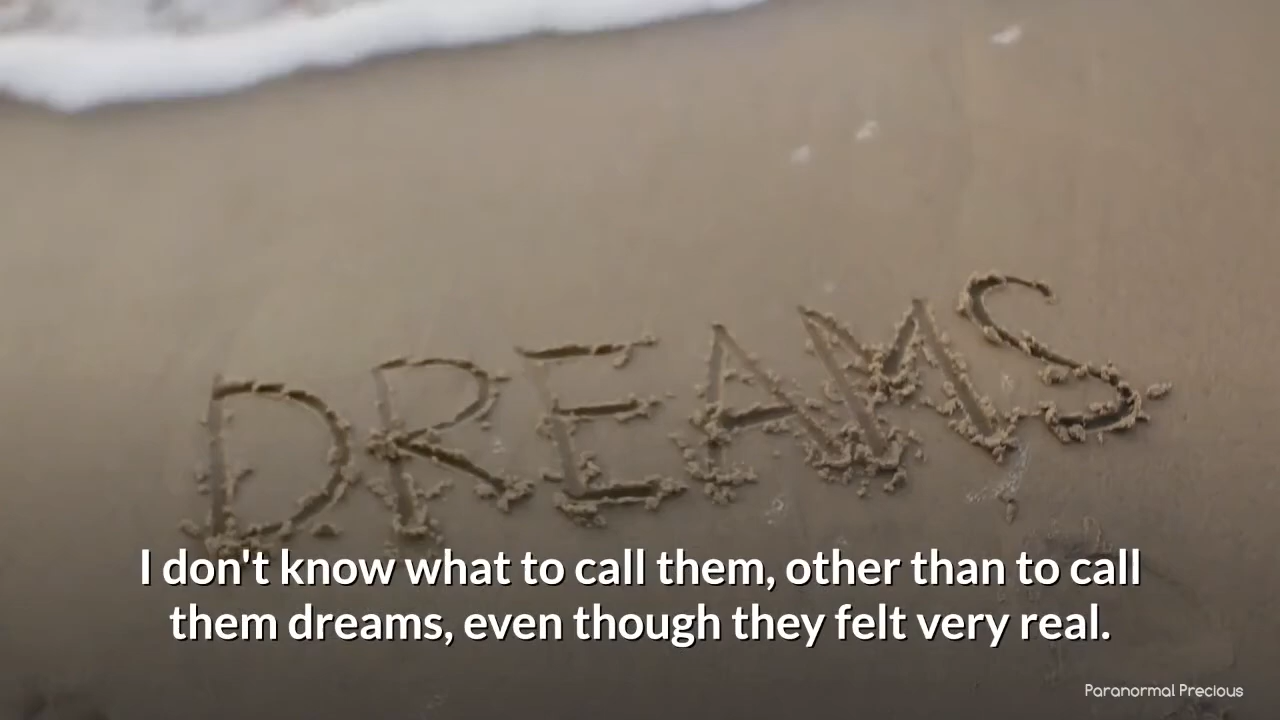 DREAMS
I don't know what to call them, other than to call
them dreams, even though they felt very real.
Paranormal Precious